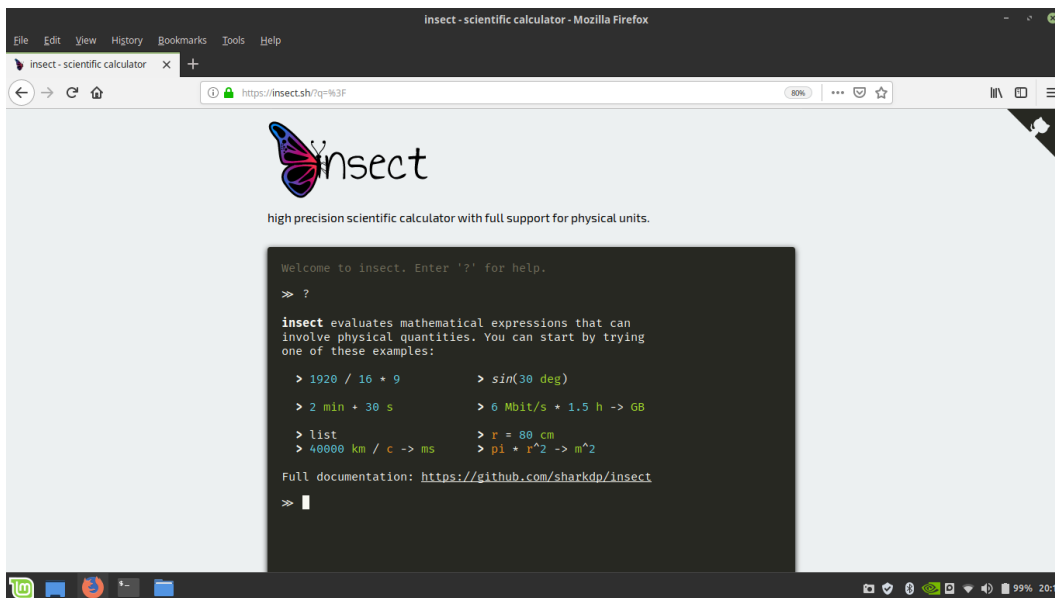 insect - scientific calculator - Mozilla Firefox
File Edit View History Bookmarks Tools Help
insect - scientific calculator
https://insect.sh/?q=%3F 80%
insect
high precision scientific calculator with full support for physical units.
Welcome to insect. Enter '?' for help.
≫ ?
insect evaluates mathematical expressions that can
involve physical quantities. You can start by trying
one of these examples:
> 1920 / 16 * 9 > sin(30 deg)
> 2 min + 30 s > 6 Mbit/s * 1.5 h -> GB
> list > r = 80 cm
> 40000 km / c -> ms > pi * r^2 -> m^2
Full documentation: https://github.com/sharkdp/insect
≫
99%